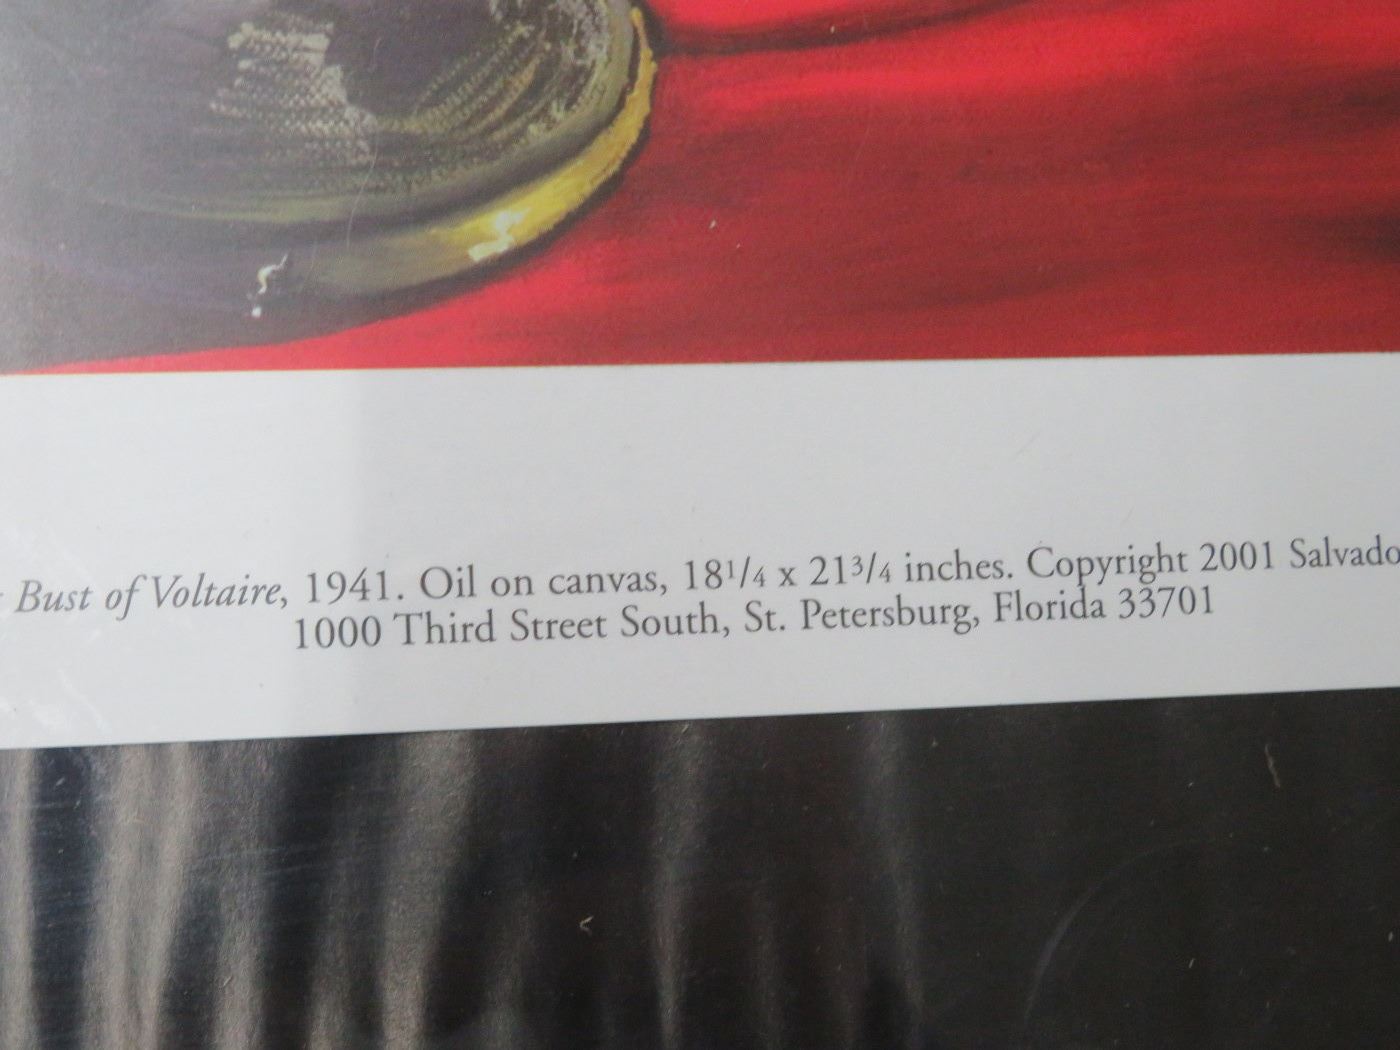 Bust of Voltaire, 1941. Oil on canvas, 18¹/4 x 21³/4 inches. Copyright 2001 Salvado
1000 Third Street South, St. Petersburg, Florida 33701